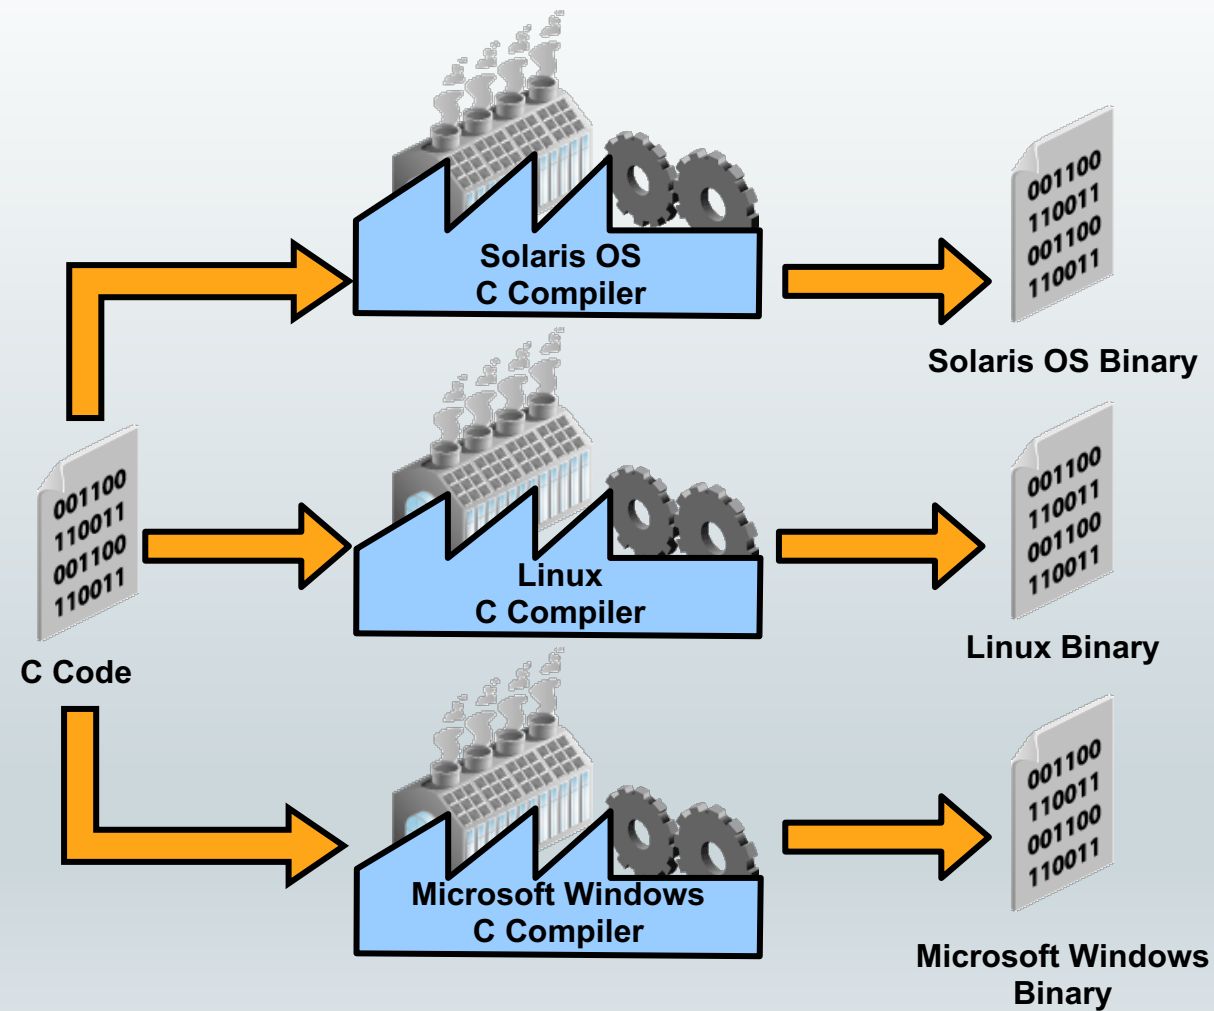 Solaris OS
C Compiler
001100
110011
001100
110011
Solaris OS Binary
001100
110011
001100
110011
C Code
Linux
C Compiler
001100
110011
001100
110011
Linux Binary
Microsoft Windows
C Compiler
001100
110011
001100
110011
Microsoft Windows
Binary